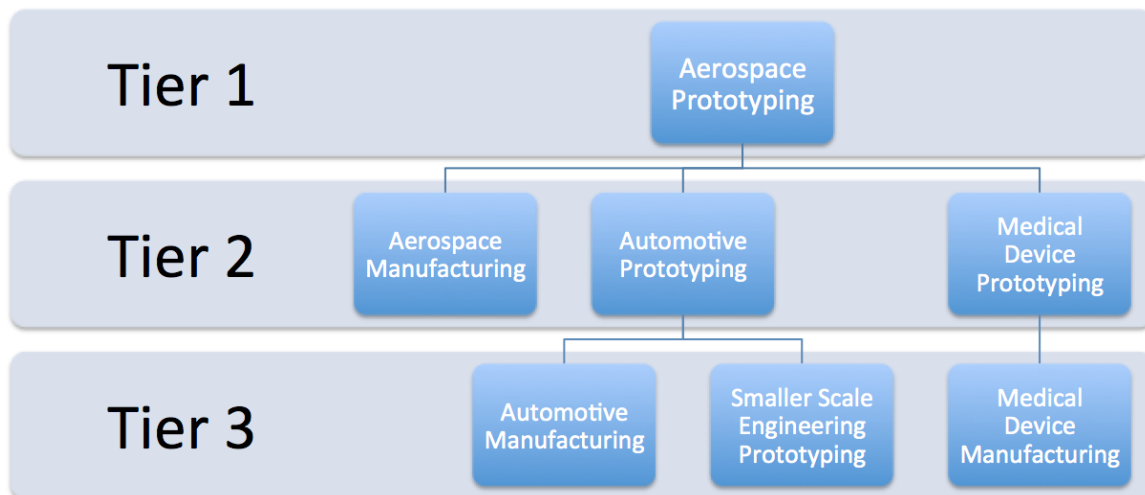 Tier 1
Aerospace
Prototyping
Tier 2
Aerospace
Manufacturing
Automotive
Prototyping
Medical
Device
Prototyping
Tier 3
Automotive
Manufacturing
Smaller Scale
Engineering
Prototyping
Medical
Device
Manufacturing